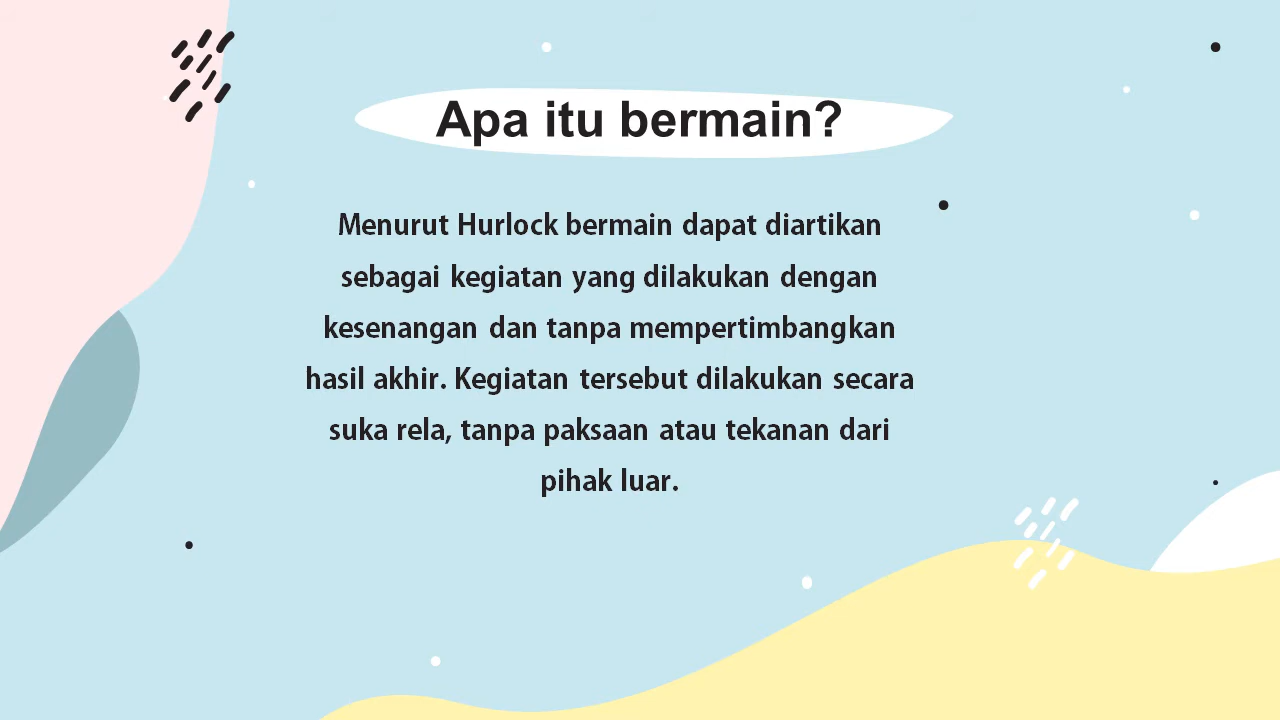 Apa itu bermain?
Menurut Hurlock bermain dapat diartikan
sebagai kegiatan yang dilakukan dengan
kesenangan dan tanpa mempertimbangkan
hasil akhir. Kegiatan tersebut dilakukan secara
suka rela, tanpa paksaan atau tekanan dari
pihak luar.